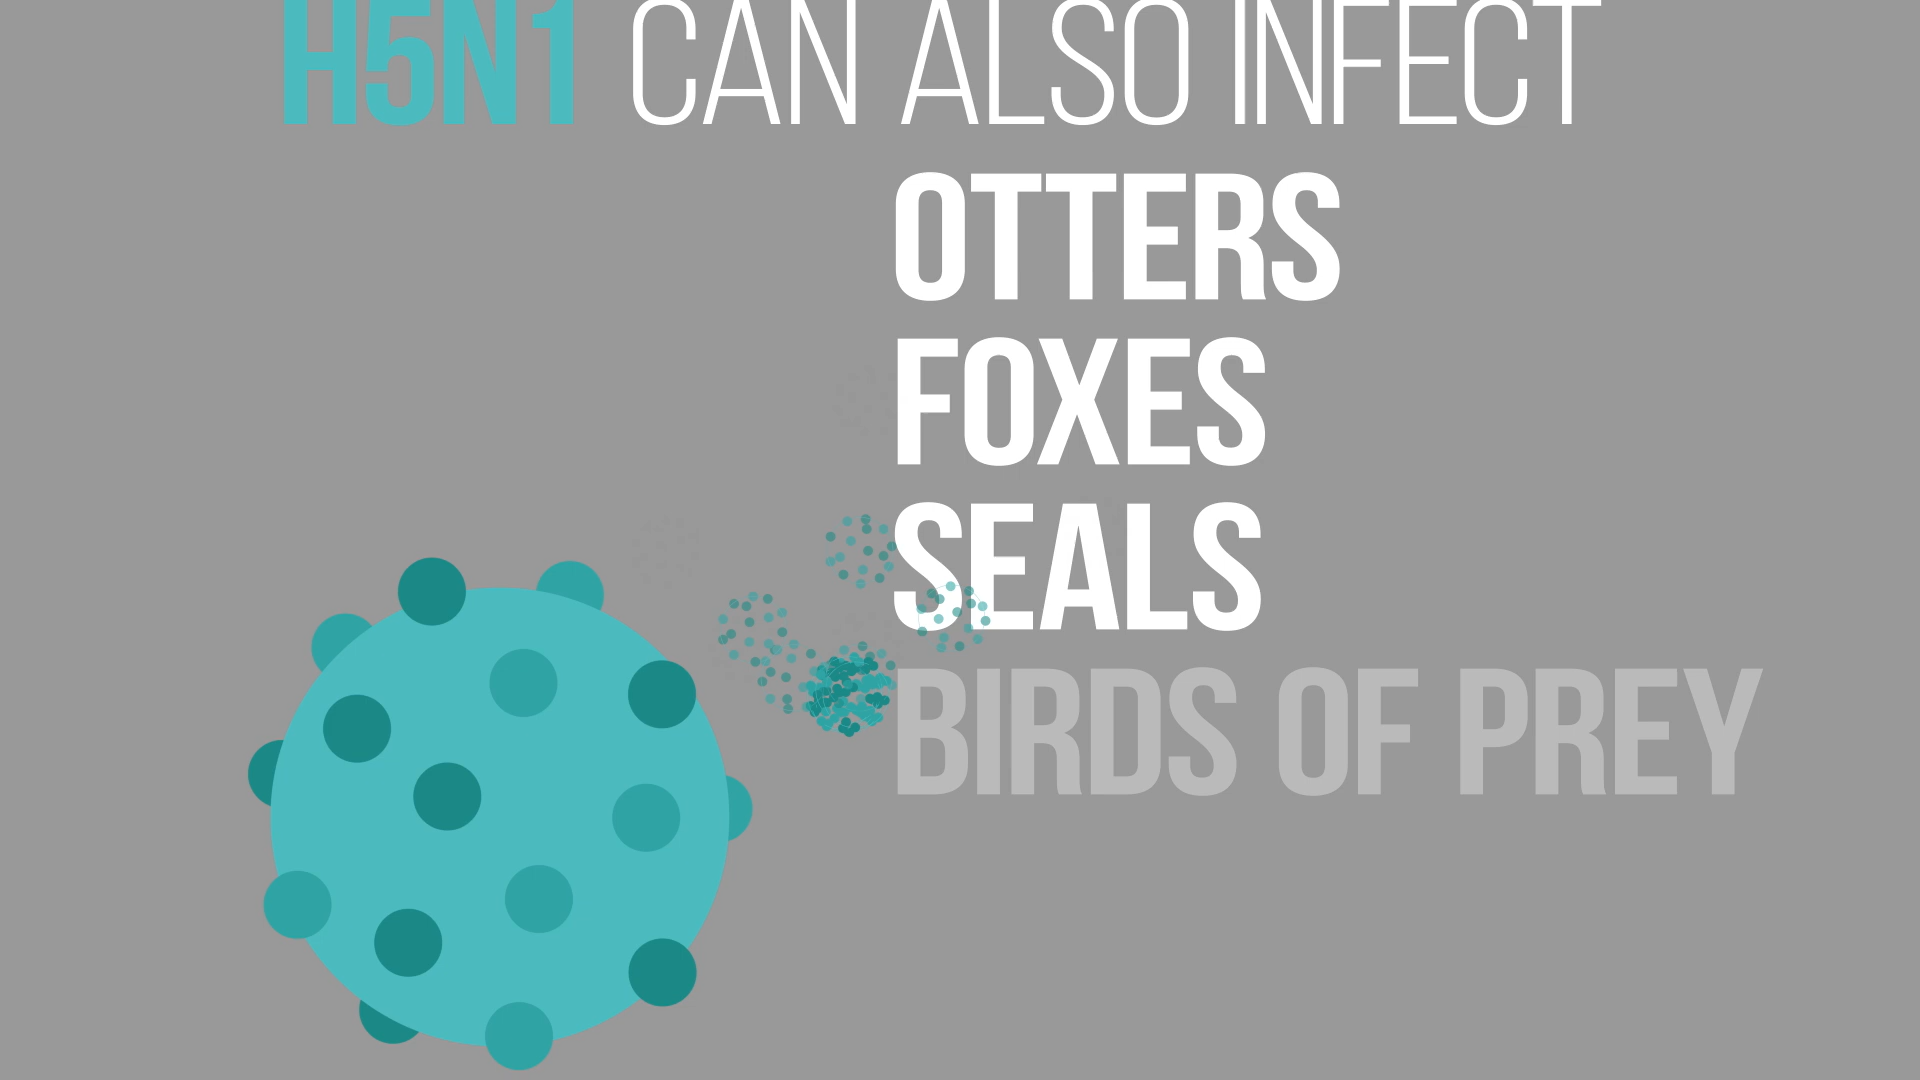 H5N1 CAN ALSO INFECT
OTTERS
FOXES
SEALS
BIRDS OF PREY